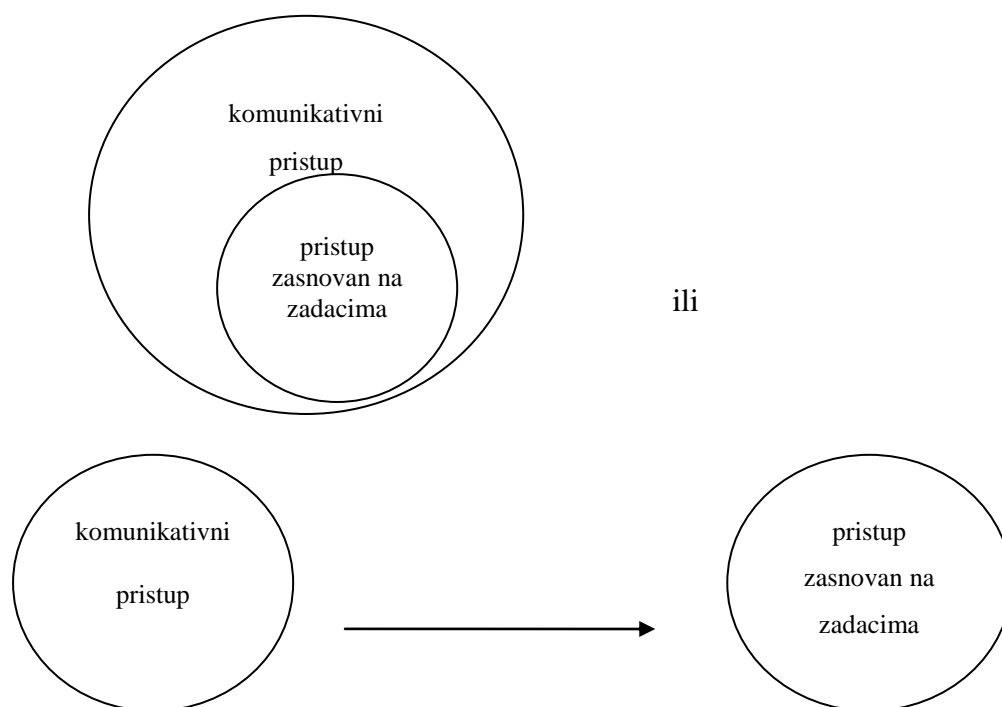 komunikativni
pristup
pristup
zasnovan na
zadacima
ili
komunikativni
pristup
pristup
zasnovan na
zadacima